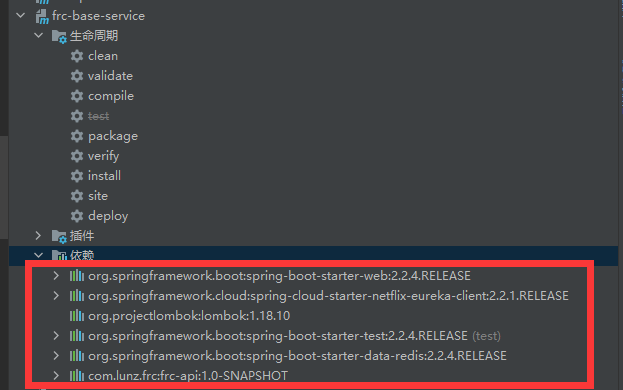 frc-base-service
生命周期
clean
validate
compile
test
package
verify
install
site
deploy
插件
依赖
org.springframework.boot:spring-boot-starter-web:2.2.4.RELEASE
org.springframework.cloud:spring-cloud-starter-netflix-eureka-client:2.2.1.RELEASE
org.projectlombok:lombok:1.18.10
org.springframework.boot:spring-boot-starter-test:2.2.4.RELEASE (test)
org.springframework.boot:spring-boot-starter-data-redis:2.2.4.RELEASE
com.lunz.frc:frc-api:1.0-SNAPSHOT